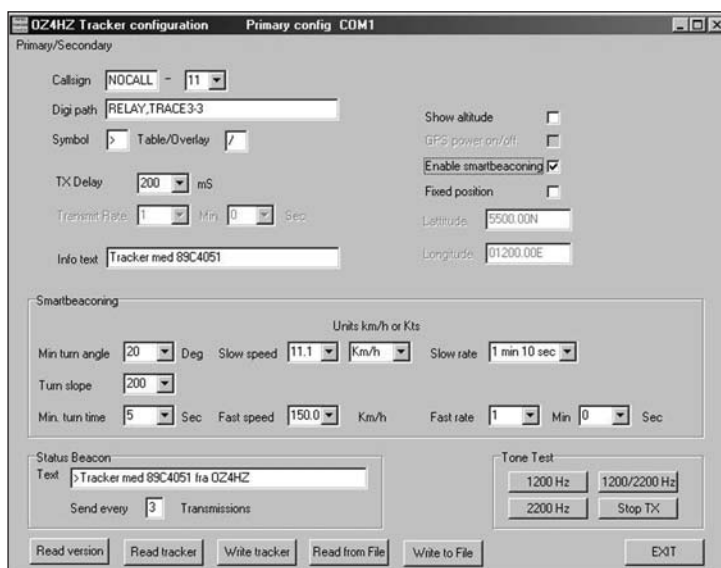 OZ4HZ Tracker configuration Primary config COM1
Primary/Secondary
Callsign NOCALL - 11
Digi path RELAY,TRACE3-3
Symbol > Table/Overlay /
Show altitude
GPS power on/off.
Enable smartbeaconing
TX Delay 200 mS
Fixed position
Transmit Rate. 1 Min. 0 Sec
Lattitude. 5500.00N
Info text Tracker med 89C4051
Longitude. 01200.00E
Smartbeaconing
Units km/h or Kts
Min turn angle 20 Deg Slow speed 11.1 Km/h Slow rate 1 min 10 sec
Turn slope 200
Min. turn time 5 Sec Fast speed 150.0 Km/h Fast rate 1 Min 0 Sec
Status Beacon
Text >Tracker med 89C4051 fra OZ4HZ
Send every 3 Transmissions
Tone Test
1200 Hz 1200/2200 Hz
2200 Hz Stop TX
Read version Read tracker Write tracker Read from File Write to File EXIT